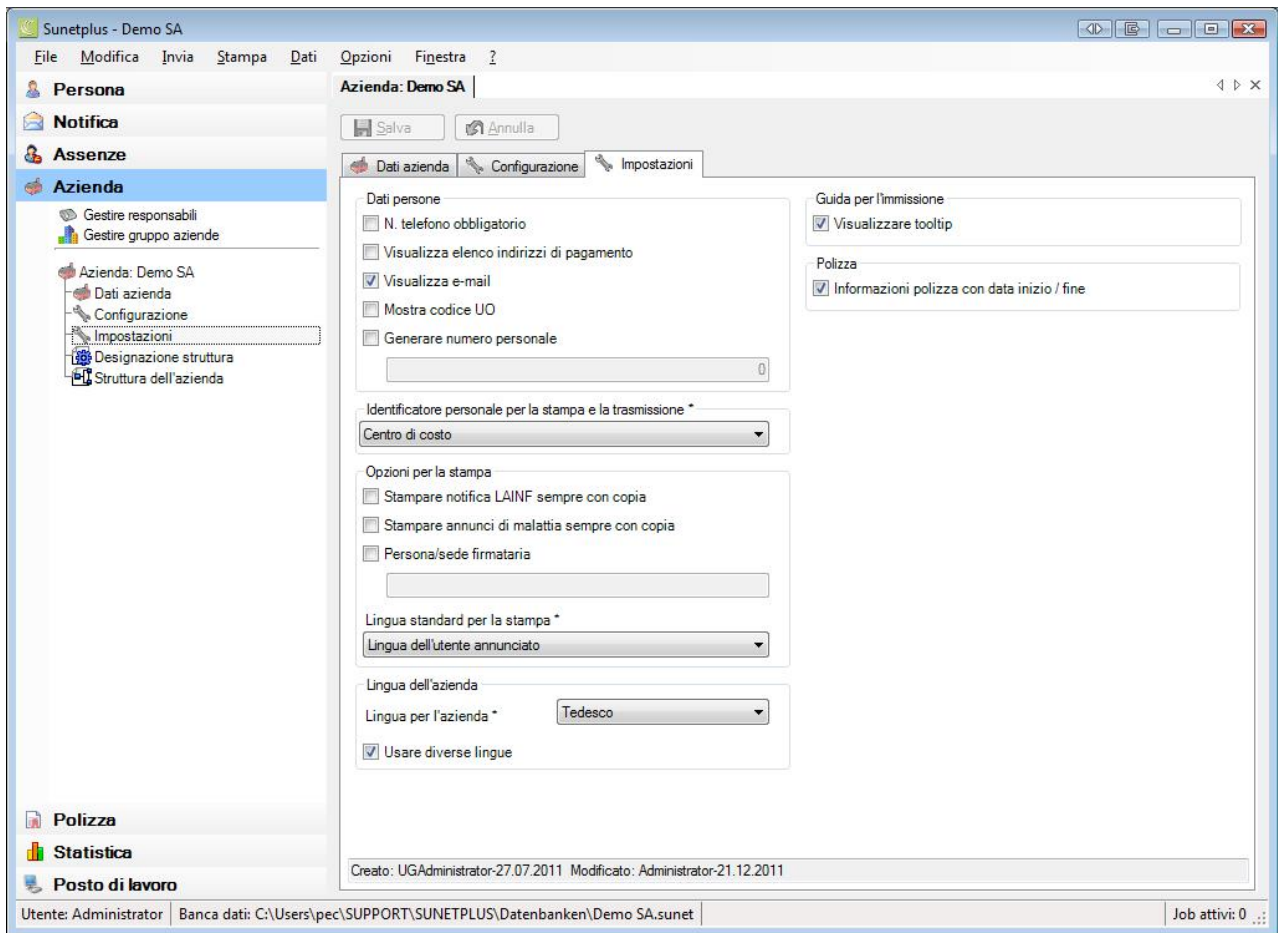 Sunetplus - Demo SA
File Modifica Invia Stampa Dati Opzioni Finestra ?
Persona
Notifica
Assenze
Azienda
Gestire responsabili
Gestire gruppo aziende
Azienda: Demo SA
Dati azienda
Configurazione
Impostazioni
Designazione struttura
Struttura dell'azienda
Polizza
Statistica
Posto di lavoro
Azienda: Demo SA
Salva Annulla
Dati azienda Configurazione Impostazioni
Dati persone
N. telefono obbligatorio
Visualizza elenco indirizzi di pagamento
Visualizza e-mail
Mostra codice UO
Generare numero personale
0
Identificatore personale per la stampa e la trasmissione *
Centro di costo
Opzioni per la stampa
Stampare notifica LAINF sempre con copia
Stampare annunci di malattia sempre con copia
Persona/sede firmataria
Lingua standard per la stampa *
Lingua dell'utente annunciato
Lingua dell'azienda
Lingua per l'azienda * Tedesco
Usare diverse lingue
Guida per l'immissione
Visualizzare tooltip
Polizza
Informazioni polizza con data inizio / fine
Creato: UGAdministrator-27.07.2011 Modificato: Administrator-21.12.2011
Utente: Administrator Banca dati: C:\Users\pec\SUPPORT\SUNETPLUS\Datenbanken\Demo SA.sunet Job attivi: 0